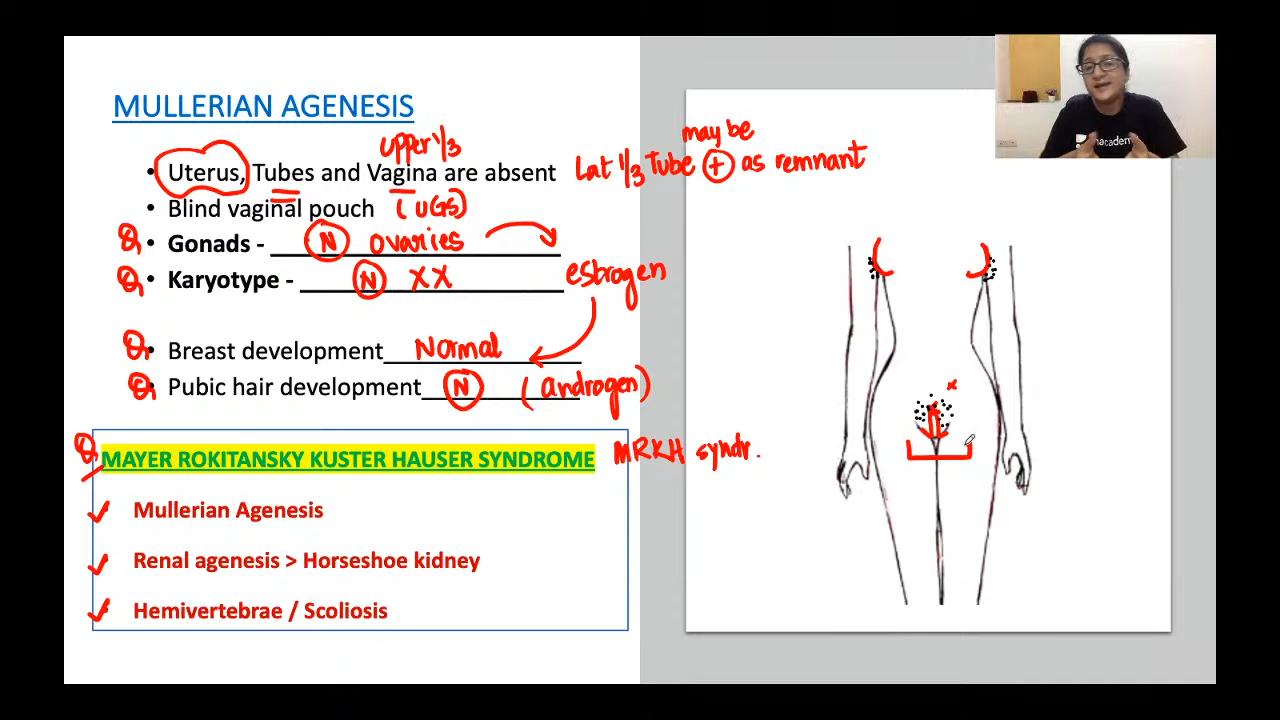 MULLERIAN AGENESIS
upper 1/3
may be
• Uterus, Tubes and Vagina are absent Lat 1/3 Tube + as remnant
• Blind vaginal pouch (UGS)
Q • Gonads - N ovaries
Q • Karyotype - N XX estrogen
Q • Breast development Normal
Q • Pubic hair development N (androgen)
Q MAYER ROKITANSKY KUSTER HAUSER SYNDROME MRKH syndr.
✓ Mullerian Agenesis
✓ Renal agenesis > Horseshoe kidney
✓ Hemivertebrae / Scoliosis
x
nacadem